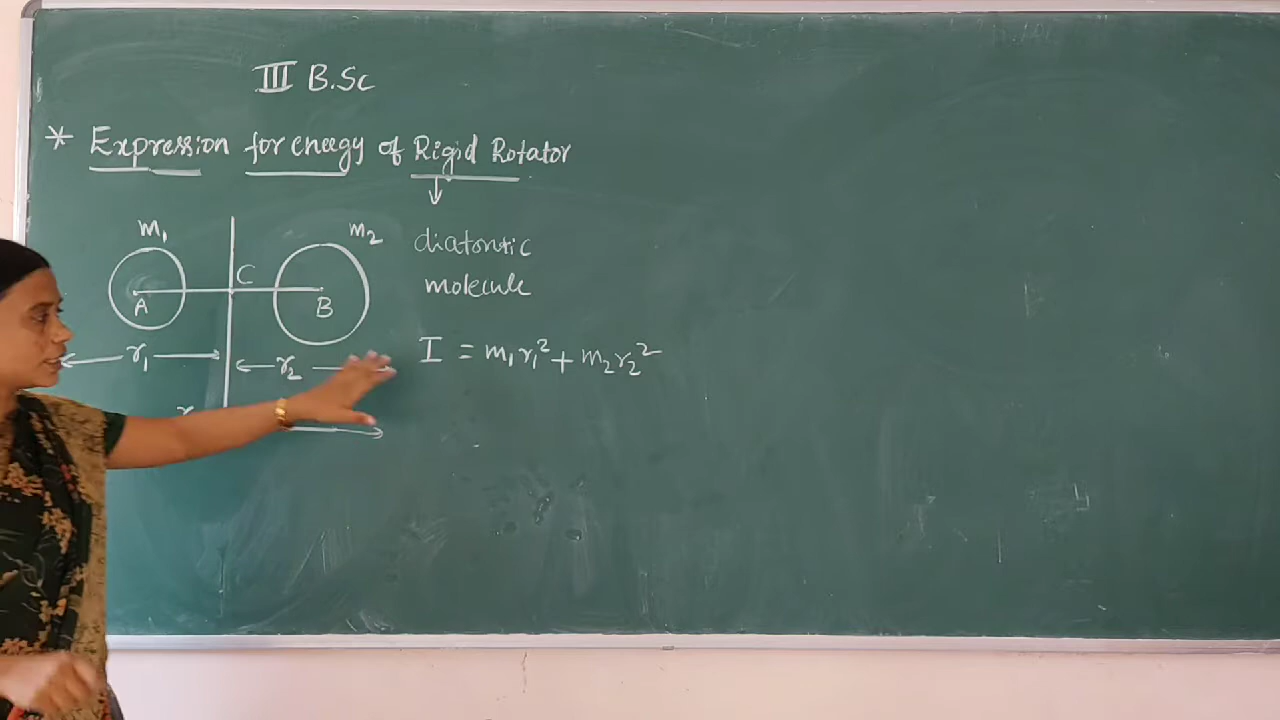 III B.Sc
* Expression for energy of Rigid Rotator
↓
diatomic
molecule
m₁
m₂
C
A
B
r₁
r₂
r
I = m₁r₁² + m₂r₂²